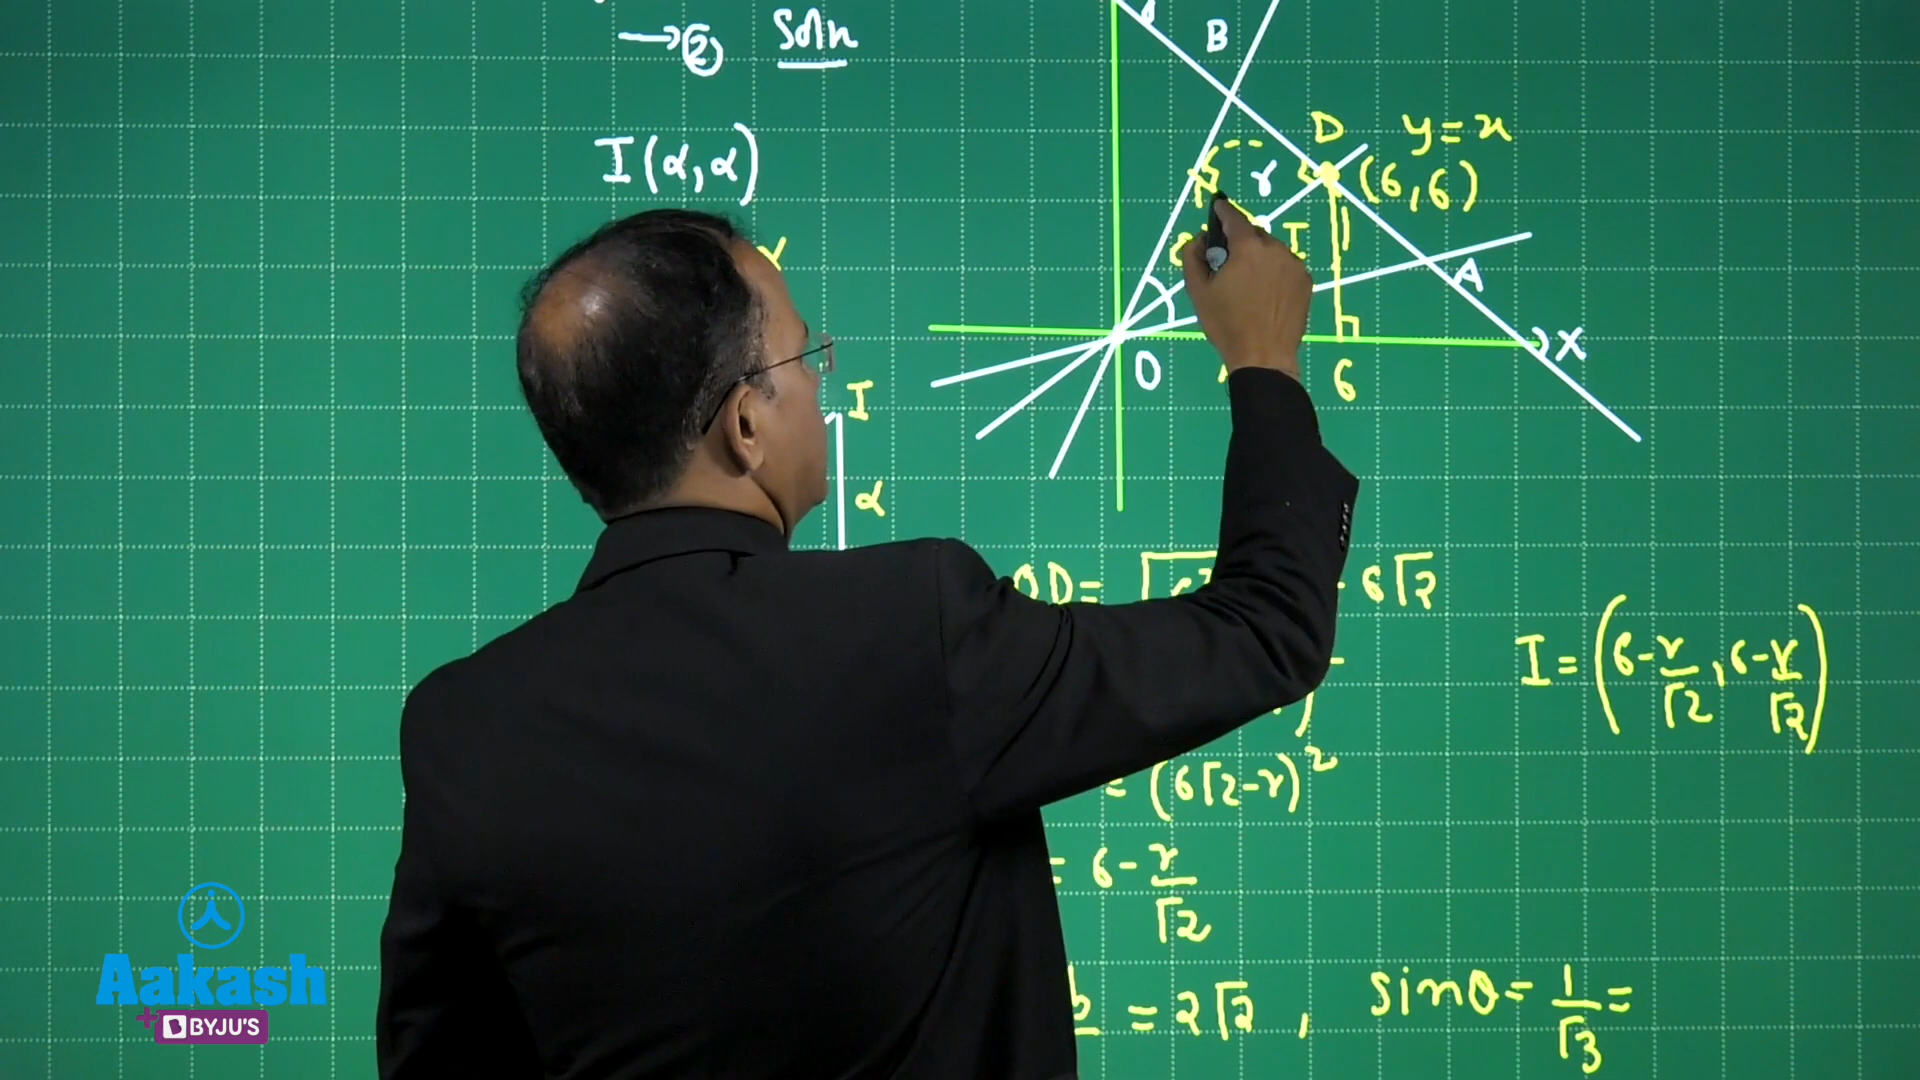 →② Soln
B
I(α,α)
D y=x
r (6,6)
I
A
X
O
6
I
α
OD= 6√2
I = (6-r/√2, 6-r/√2)
= (6√2-r)²
= 6-r/√2
= 2√2 , sinθ= 1/√3 =
Aakash
+BYJU'S